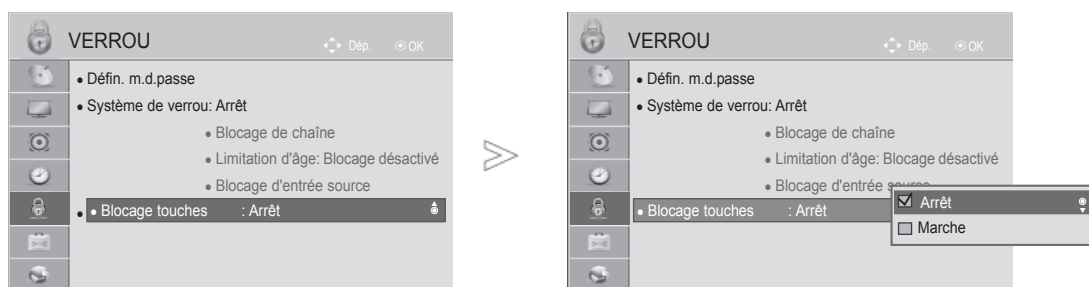 VERROU Dép. OK
• Défin. m.d.passe
• Système de verrou: Arrêt
• Blocage de chaîne
• Limitation d'âge: Blocage désactivé
• Blocage d'entrée source
• • Blocage touches : Arrêt
VERROU Dép. OK
• Défin. m.d.passe
• Système de verrou: Arrêt
• Blocage de chaîne
• Limitation d'âge: Blocage désactivé
• Blocage d'entrée source
• Blocage touches : Arrêt
Arrêt
Marche